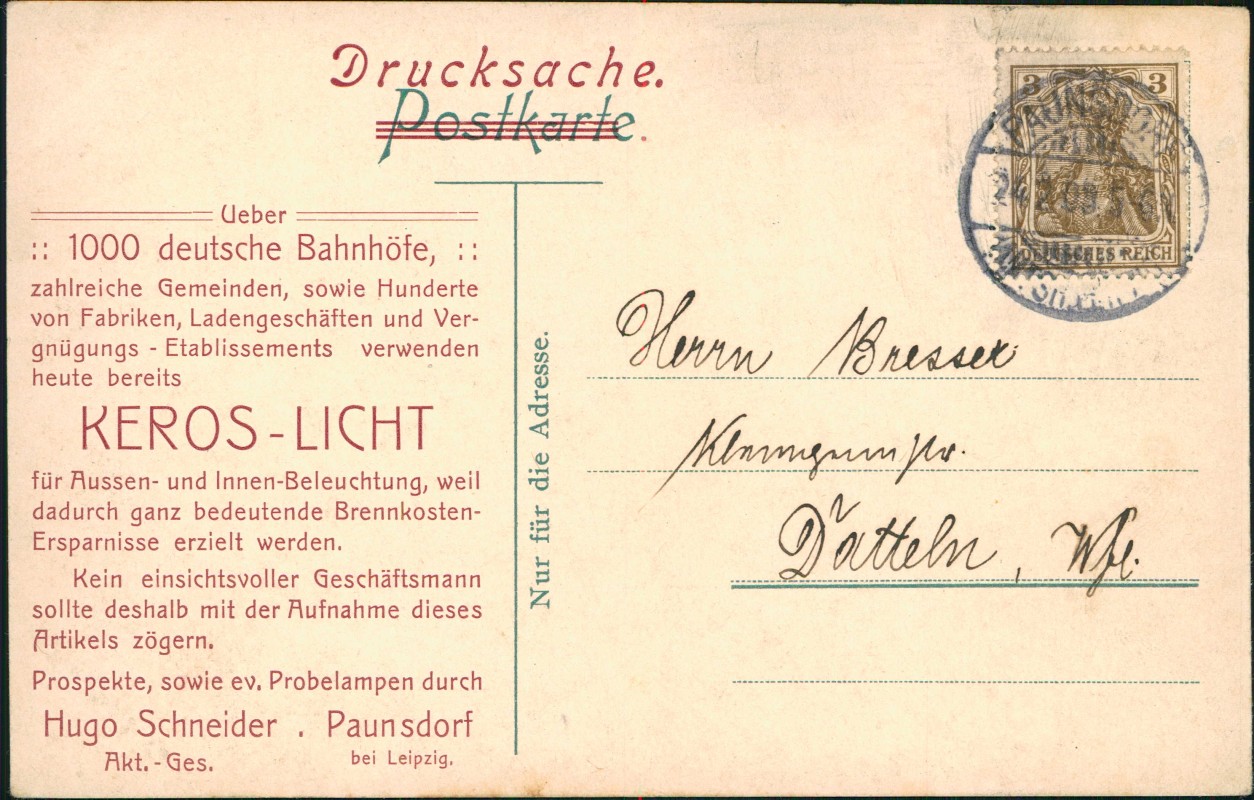 Drucksache.
Postkarte.
Ueber
:: 1000 deutsche Bahnhöfe, ::
zahlreiche Gemeinden, sowie Hunderte
von Fabriken, Ladengeschäften und Ver-
gnügungs - Etablissements verwenden
heute bereits
KEROS-LICHT
für Aussen- und Innen-Beleuchtung, weil
dadurch ganz bedeutende Brennkosten-
Ersparnisse erzielt werden.
Kein einsichtsvoller Geschäftsmann
sollte deshalb mit der Aufnahme dieses
Artikels zögern.
Prospekte, sowie ev. Probelampen durch
Hugo Schneider . Paunsdorf
Akt.-Ges. bei Leipzig.
Nur für die Adresse.
3 3
DEUTSCHES REICH
PAUNSDORF
Herrn Bresser
Datteln, Wfl.